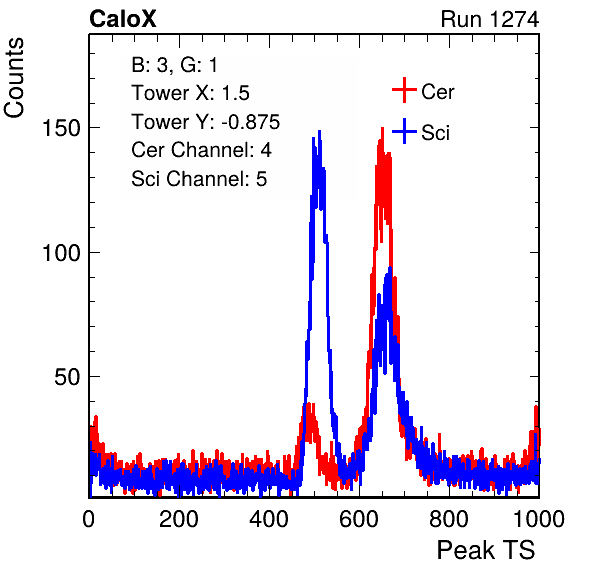 CaloX Run 1274
Counts
B: 3, G: 1
Tower X: 1.5
Tower Y: -0.875
Cer Channel: 4
Sci Channel: 5
Cer
Sci
150
100
50
0 200 400 600 800 1000
Peak TS